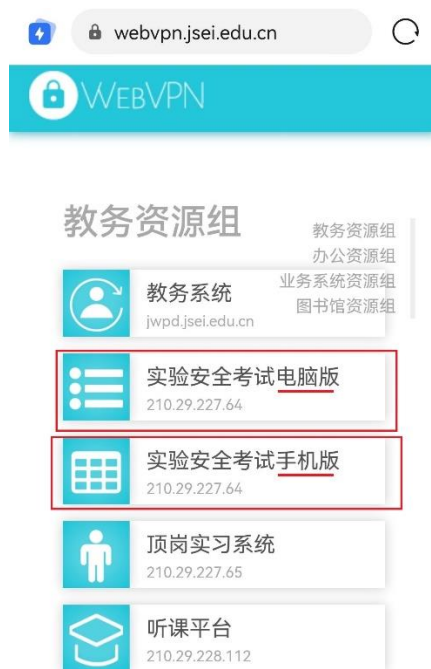 webvpn.jsei.edu.cn
WEBVPN
教务资源组
教务资源组
办公资源组
业务系统资源组
图书馆资源组
教务系统
jwpd.jsei.edu.cn
实验安全考试电脑版
210.29.227.64
实验安全考试手机版
210.29.227.64
顶岗实习系统
210.29.227.65
听课平台
210.29.228.112